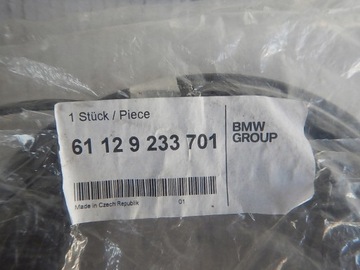 1 Stück / Piece
61 12 9 233 701
BMW
GROUP
Made in Czech Republik
01